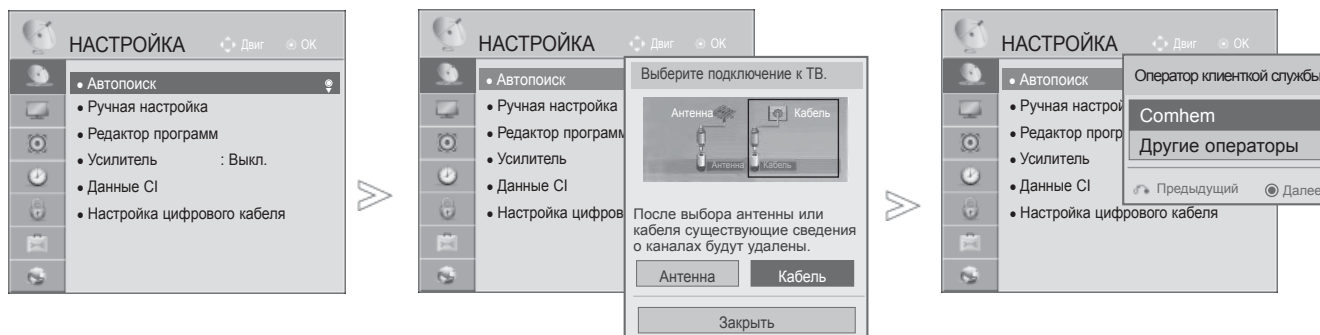 НАСТРОЙКА
Двиг
OK
• Автопоиск
• Ручная настройка
• Редактор программ
• Усилитель : Выкл.
• Данные CI
• Настройка цифрового кабеля
НАСТРОЙКА
Двиг
OK
• Автопоиск
• Ручная настройка
• Редактор программ
• Усилитель
• Данные CI
• Настройка цифров
Выберите подключение к ТВ.
Антенна
Кабель
Антенна
Кабель
После выбора антенны или
кабеля существующие сведения
о каналах будут удалены.
Антенна
Кабель
Закрыть
НАСТРОЙКА
Двиг
OK
• Автопоиск
• Ручная настрой
• Редактор прогр
• Усилитель
• Данные CI
• Настройка цифрового кабеля
Оператор клиенткой службы
Comhem
Другие операторы
Предыдущий
Далее